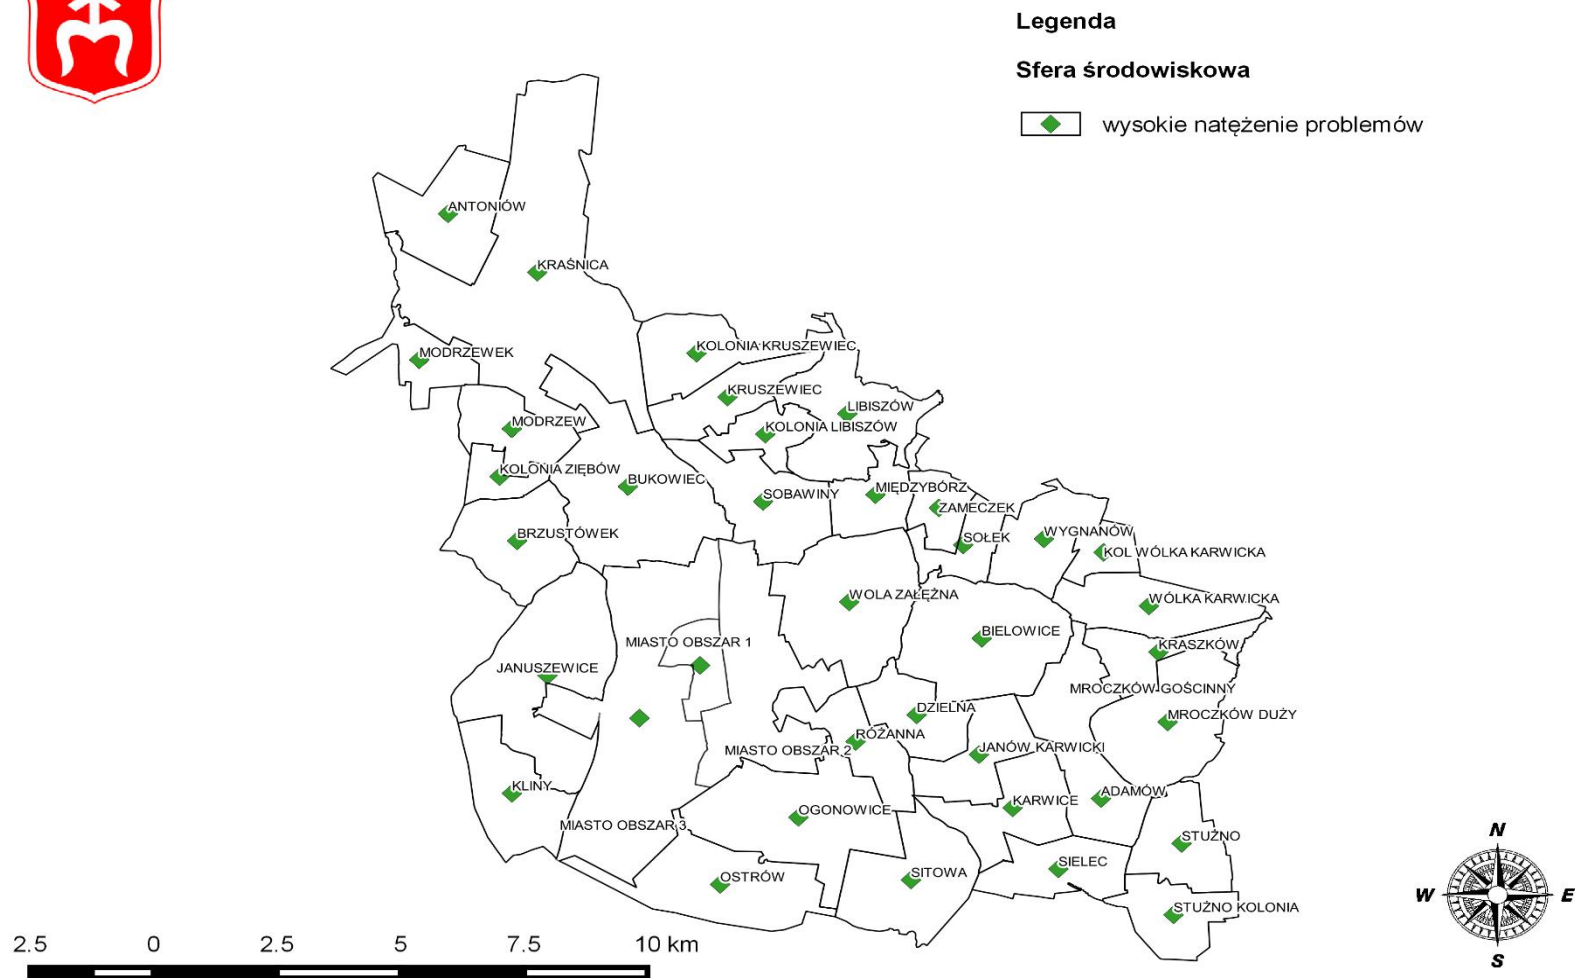 Legenda
Sfera środowiskowa
wysokie natężenie problemów
ANTONIÓW
KRAŚNICA
KOLONIA KRUSZEWIEC
MODRZEWEK
KRUSZEWIEC
LIBISZÓW
MODRZEW
KOLONIA LIBISZÓW
KOLONIA ZIĘBÓW
BUKOWIEC
SOBAWINY
MIĘDZYBÓRZ
ZAMECZEK
BRZUSTÓWEK
SOŁEK
WYGNANÓW
KOL WÓLKA KARWICKA
WOLA ZAŁĘŻNA
WÓLKA KARWICKA
BIELOWICE
MIASTO OBSZAR 1
KRASZKÓW
JANUSZEWICE
MROCZKÓW GOŚCINNY
DZIELNA
MROCZKÓW DUŻY
RÓŻANNA
MIASTO OBSZAR 2
JANÓW KARWICKI
KLINY
ADAMÓW
KARWICE
OGONOWICE
MIASTO OBSZAR 3
STUŻNO
SIELEC
OSTRÓW
SITOWA
STUŻNO KOLONIA
N
W
E
S
2.5 0 2.5 5 7.5 10 km